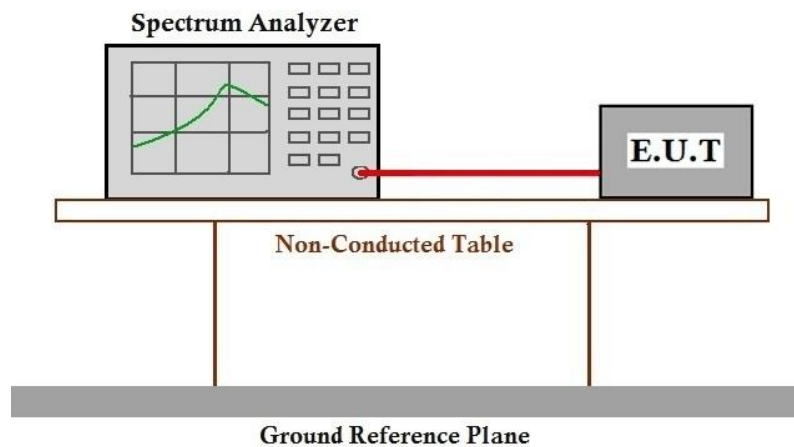 Spectrum Analyzer
E.U.T
Non-Conducted Table
Ground Reference Plane